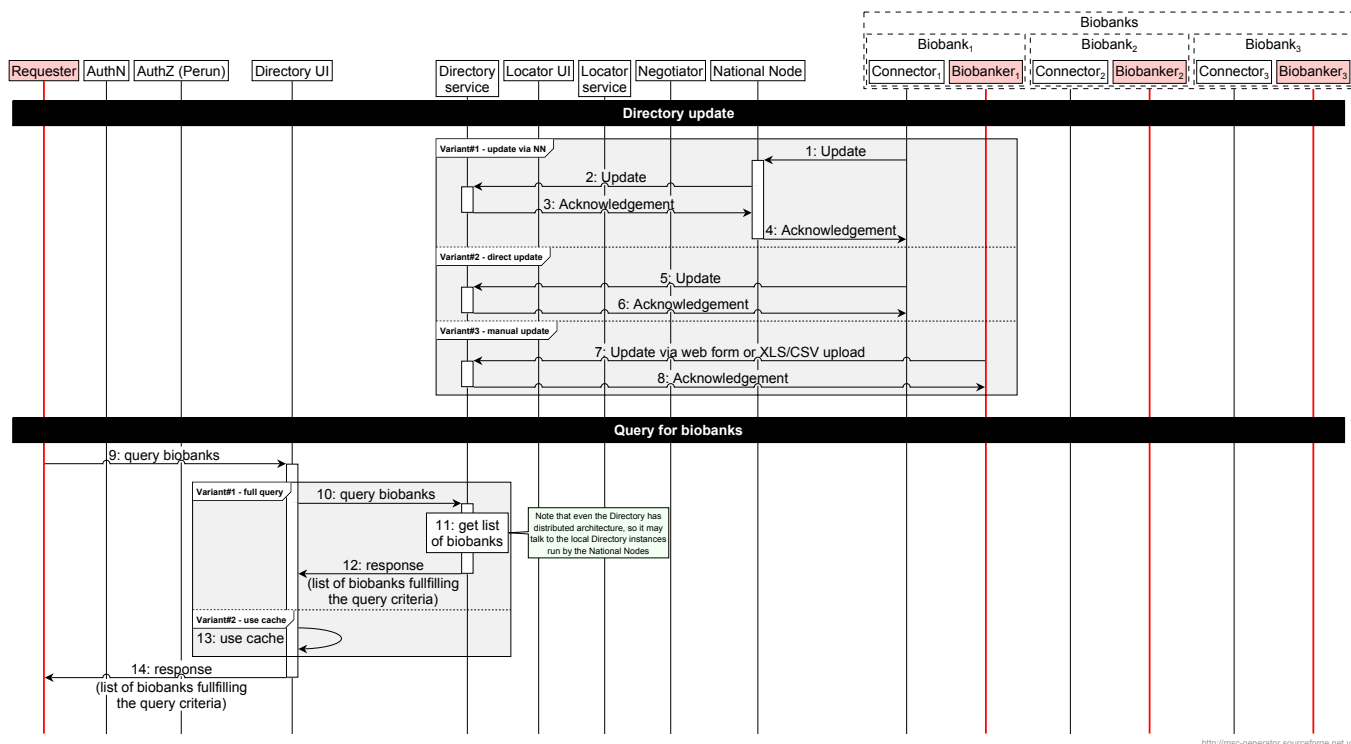 Biobanks
Biobank₁ Biobank₂ Biobank₃
Requester AuthN AuthZ (Perun) Directory UI Directory service Locator UI Locator service Negotiator National Node Connector₁ Biobanker₁ Connector₂ Biobanker₂ Connector₃ Biobanker₃
Directory update
Variant#1 - update via NN
1: Update
2: Update
3: Acknowledgement
4: Acknowledgement
Variant#2 - direct update
5: Update
6: Acknowledgement
Variant#3 - manual update
7: Update via web form or XLS/CSV upload
8: Acknowledgement
Query for biobanks
9: query biobanks
Variant#1 - full query
10: query biobanks
11: get list
of biobanks
Note that even the Directory has
distributed architecture, so it may
talk to the local Directory instances
run by the National Nodes
12: response
(list of biobanks fullfilling
the query criteria)
Variant#2 - use cache
13: use cache
14: response
(list of biobanks fullfilling
the query criteria)